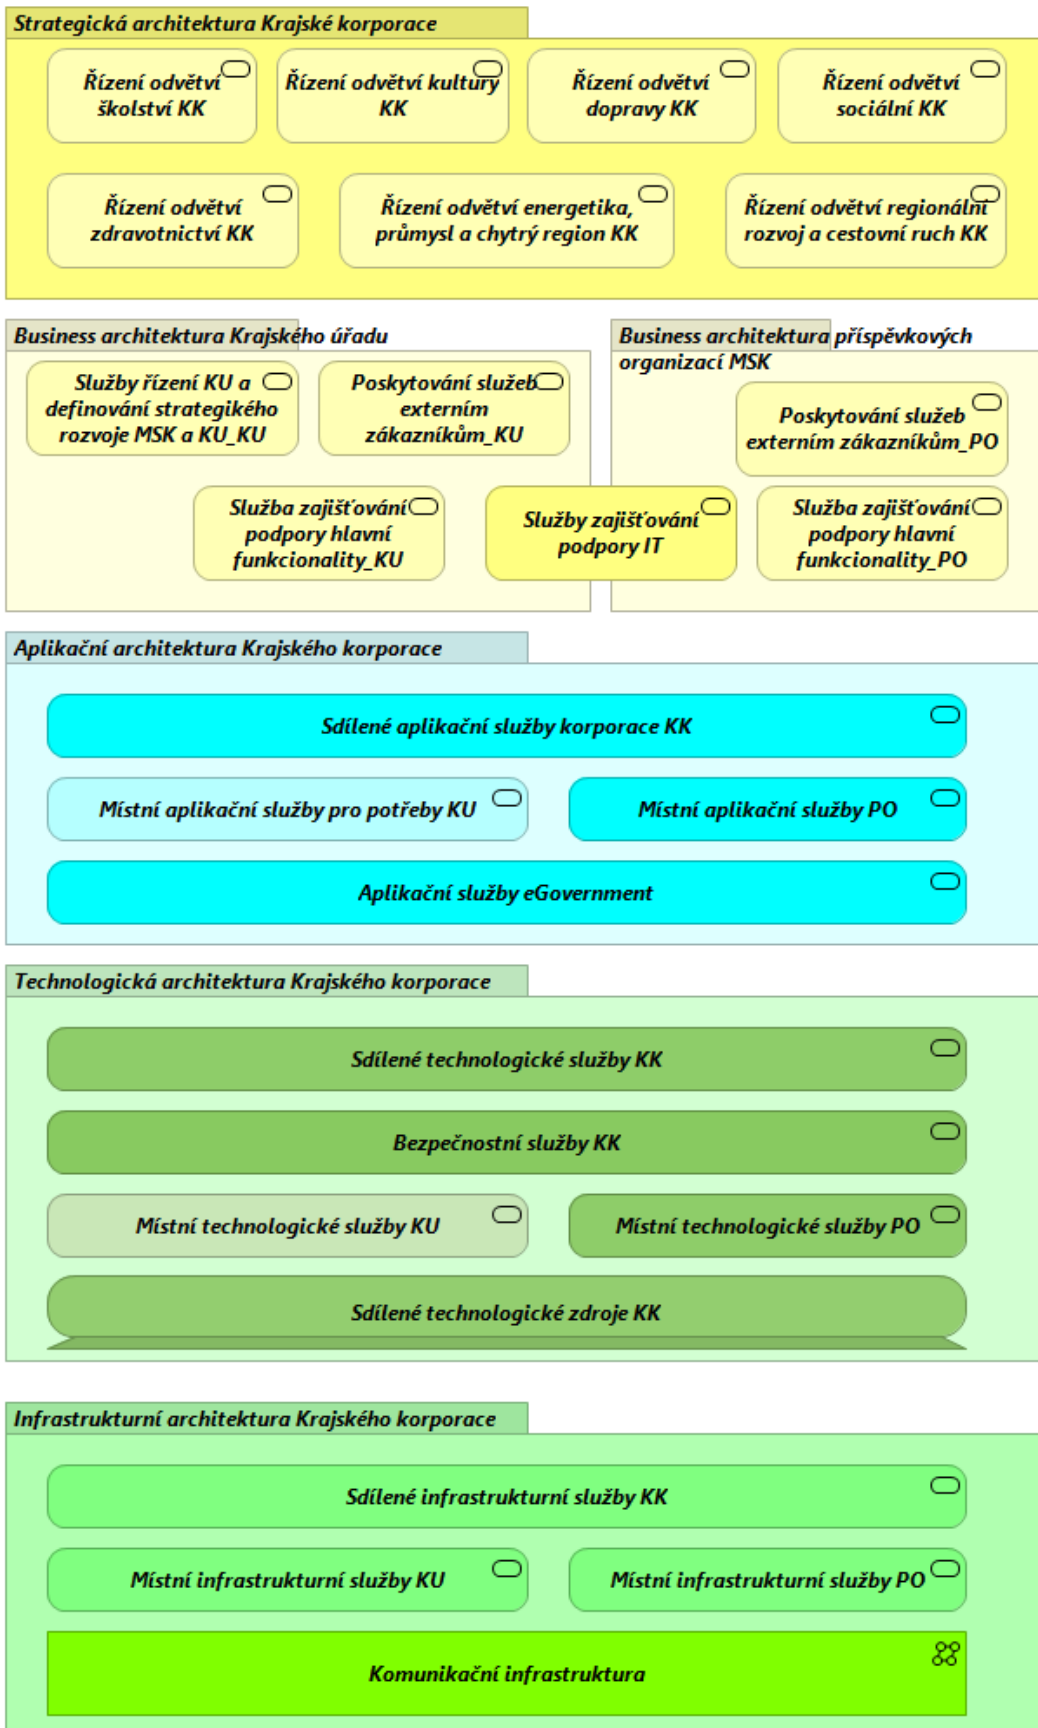 Strategická architektura Krajské korporace
Řízení odvětví
školství KK
Řízení odvětví kultury
KK
Řízení odvětví
dopravy KK
Řízení odvětví
sociální KK
Řízení odvětví
zdravotnictví KK
Řízení odvětví energetika,
průmysl a chytrý region KK
Řízení odvětví regionální
rozvoj a cestovní ruch KK
Business architektura Krajského úřadu
Služby řízení KU a
definování strategikého
rozvoje MSK a KU_KU
Poskytování služeb
externím
zákazníkům_KU
Služba zajišťování
podpory hlavní
funkcionality_KU
Služby zajišťování
podpory IT
Business architektura příspěvkových
organizací MSK
Poskytování služeb
externím zákazníkům_PO
Služba zajišťování
podpory hlavní
funkcionality_PO
Aplikační architektura Krajského korporace
Sdílené aplikační služby korporace KK
Místní aplikační služby pro potřeby KU
Místní aplikační služby PO
Aplikační služby eGovernment
Technologická architektura Krajského korporace
Sdílené technologické služby KK
Bezpečnostní služby KK
Místní technologické služby KU
Místní technologické služby PO
Sdílené technologické zdroje KK
Infrastrukturní architektura Krajského korporace
Sdílené infrastrukturní služby KK
Místní infrastrukturní služby KU
Místní infrastrukturní služby PO
Komunikační infrastruktura